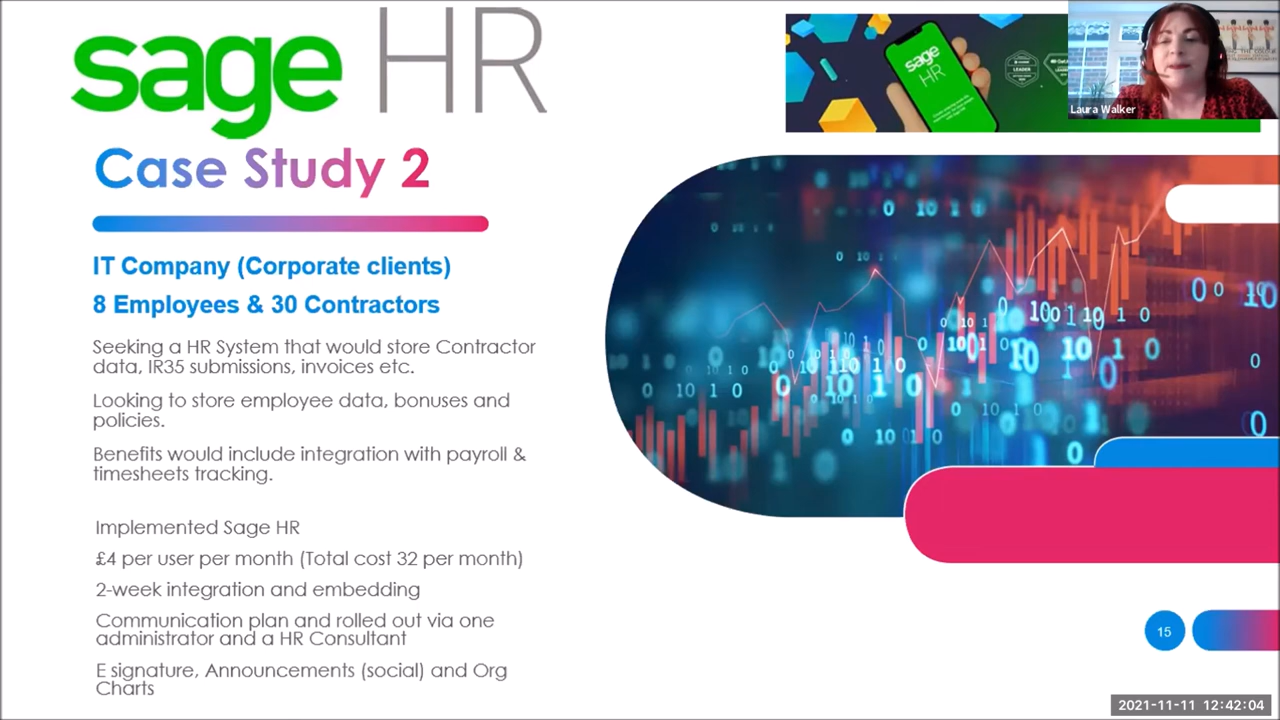 sage HR
sage
HR
LEADER
Laura Walker
Case Study 2
IT Company (Corporate clients)
8 Employees & 30 Contractors
Seeking a HR System that would store Contractor
data, IR35 submissions, invoices etc.
Looking to store employee data, bonuses and
policies.
Benefits would include integration with payroll &
timesheets tracking.
Implemented Sage HR
£4 per user per month (Total cost 32 per month)
2-week integration and embedding
Communication plan and rolled out via one
administrator and a HR Consultant
E signature, Announcements (social) and Org
Charts
15
2021-11-11 12:42:04